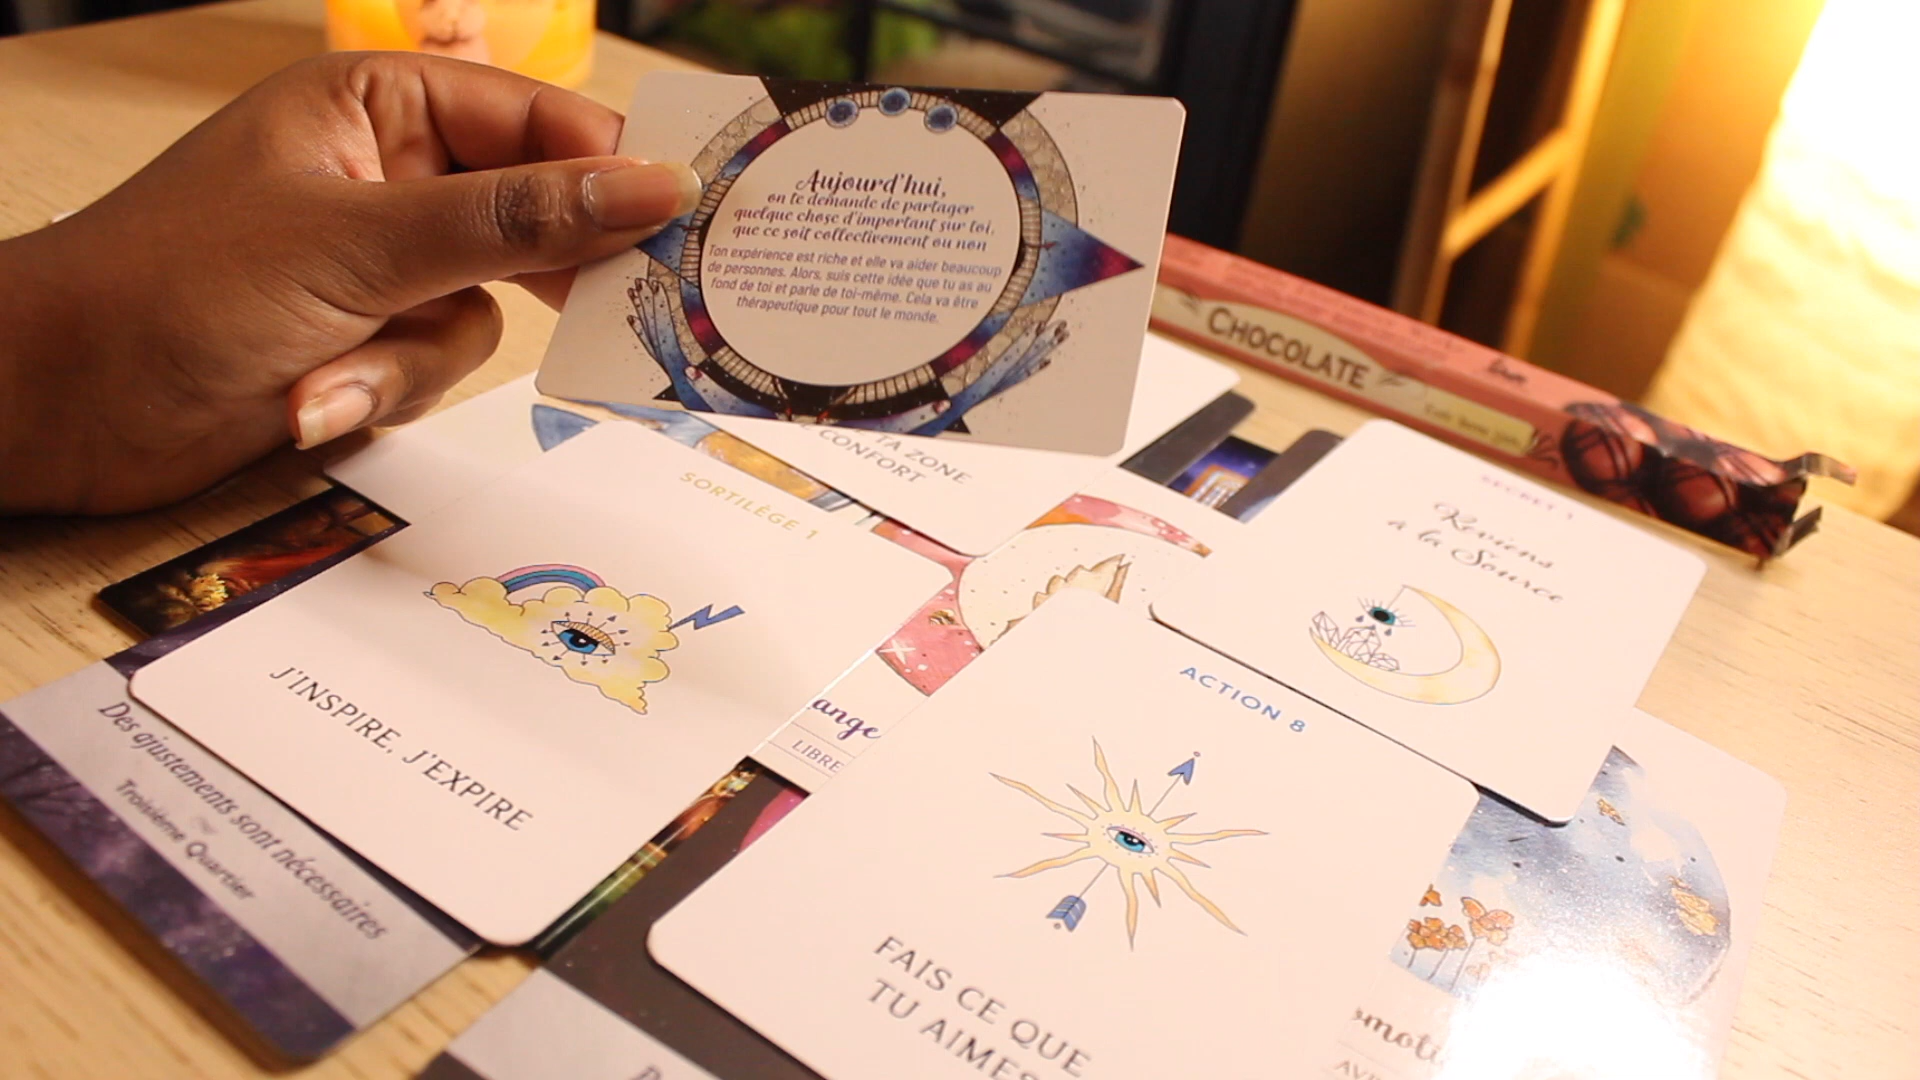 Aujourd'hui,
on te demande de partager
quelque chose d'important sur toi,
que ce soit collectivement ou non
Ton expérience est riche et elle va aider beaucoup
de personnes. Alors, suis cette idée que tu as au
fond de toi et parle de toi-même. Cela va être
thérapeutique pour tout le monde.
CHOCOLATE
TA ZONE
CONFORT
SORTILÈGE 1
J'INSPIRE, J'EXPIRE
SECRET 1
Reviens
à la Source
ange
LIBRE
ACTION 8
FAIS CE QUE
TU AIMES
Des ajustements sont nécessaires
Troisième Quartier